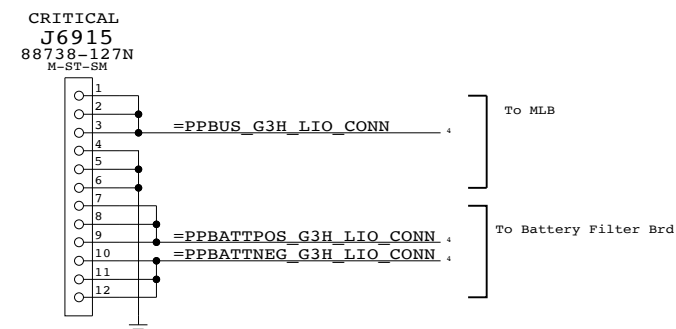 CRITICAL
J6915
88738-127N
M-ST-SM
1
2
3
=PPBUS_G3H_LIO_CONN
4
To MLB
4
5
6
7
8
9
=PPBATTPOS_G3H_LIO_CONN
4
To Battery Filter Brd
10
=PPBATTNEG_G3H_LIO_CONN
4
11
12